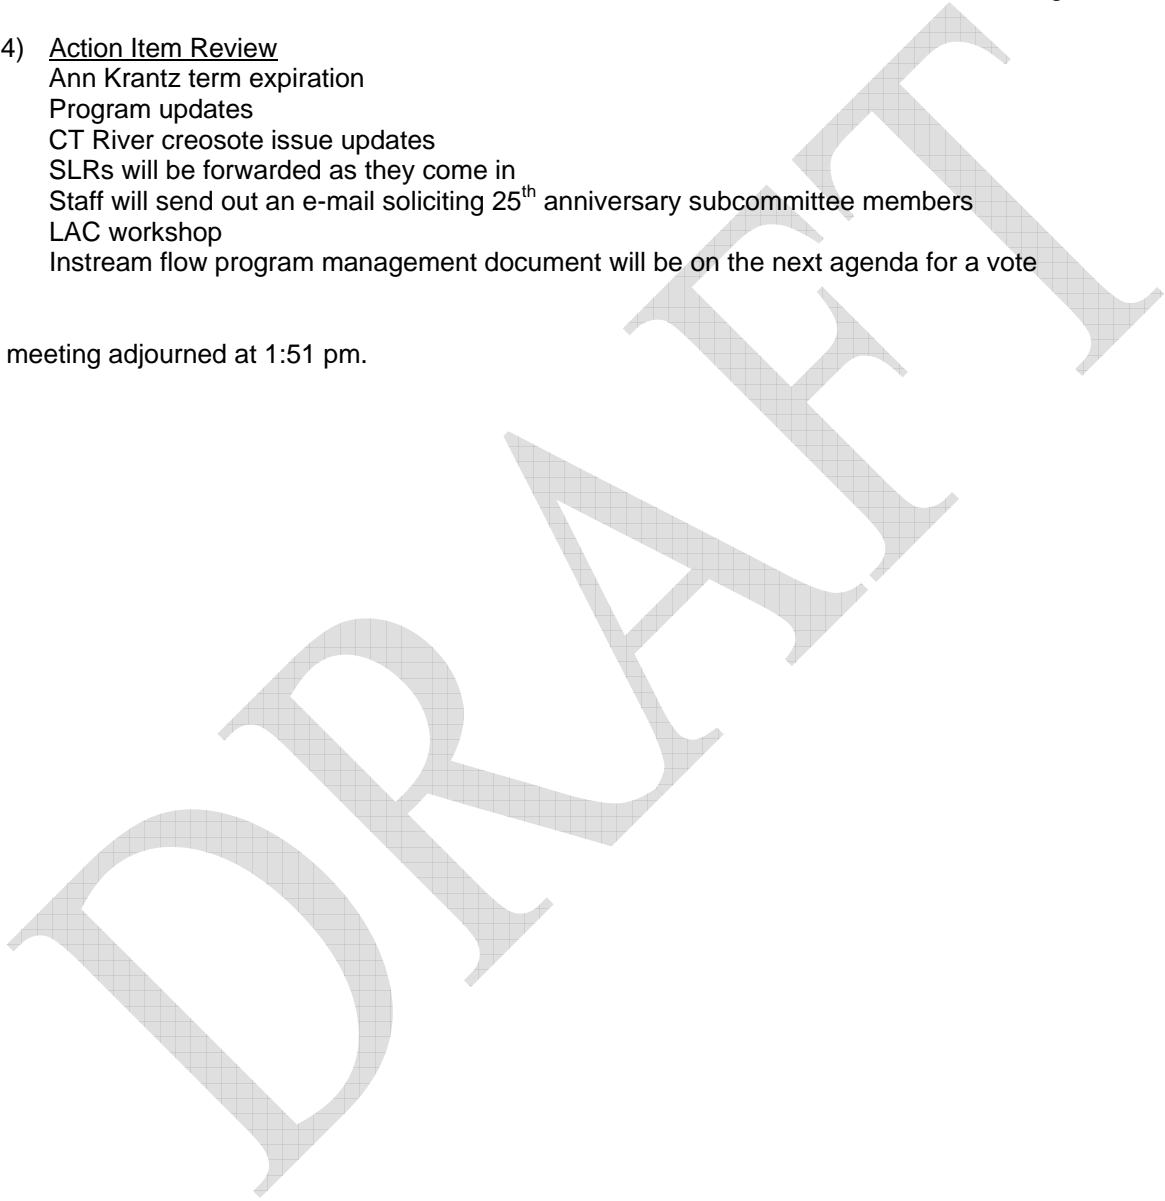 4) Action Item Review
Ann Krantz term expiration
Program updates
CT River creosote issue updates
SLRs will be forwarded as they come in
Staff will send out an e-mail soliciting 25th anniversary subcommittee members
LAC workshop
Instream flow program management document will be on the next agenda for a vote
meeting adjourned at 1:51 pm.
DRAFT